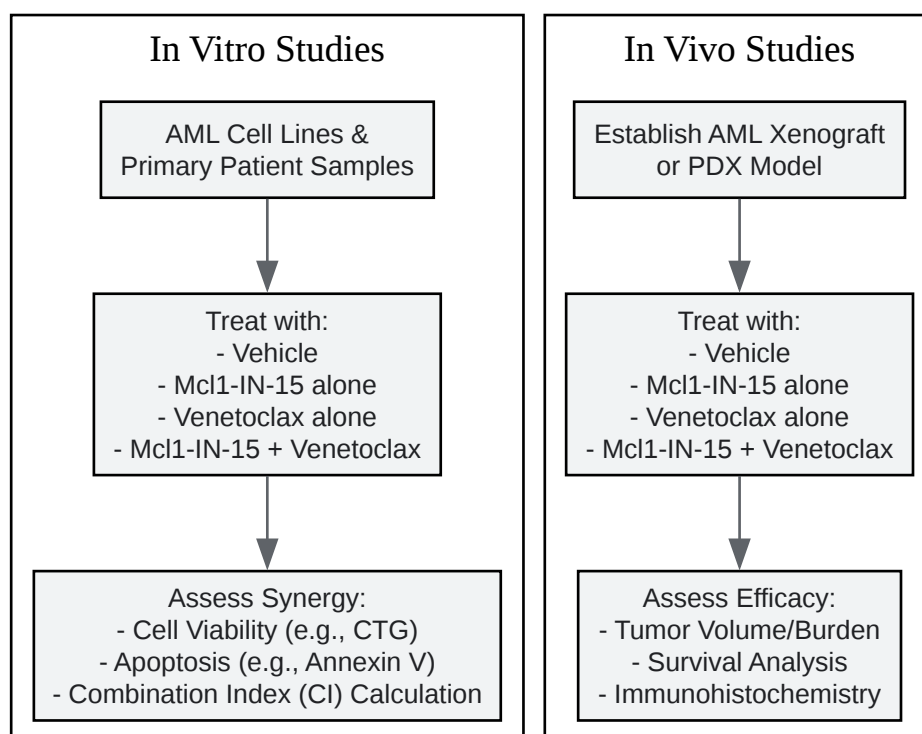 In Vitro Studies
AML Cell Lines &
Primary Patient Samples
Treat with:
- Vehicle
- Mcl1-IN-15 alone
- Venetoclax alone
- Mcl1-IN-15 + Venetoclax
Assess Synergy:
- Cell Viability (e.g., CTG)
- Apoptosis (e.g., Annexin V)
- Combination Index (CI) Calculation
In Vivo Studies
Establish AML Xenograft
or PDX Model
Treat with:
- Vehicle
- Mcl1-IN-15 alone
- Venetoclax alone
- Mcl1-IN-15 + Venetoclax
Assess Efficacy:
- Tumor Volume/Burden
- Survival Analysis
- Immunohistochemistry